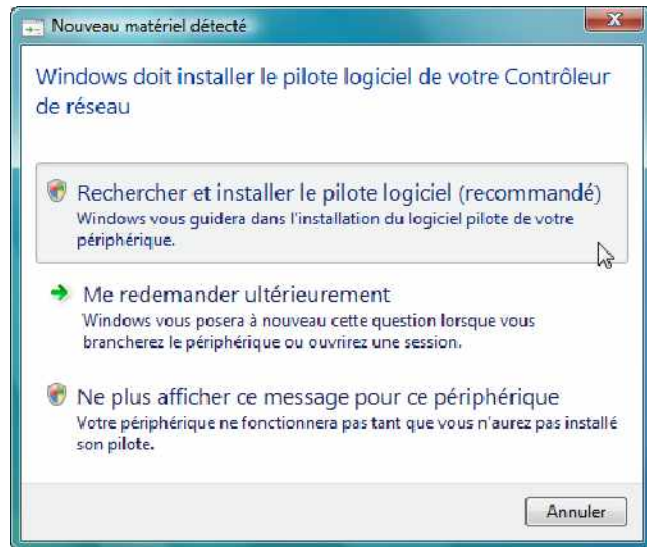 Nouveau matériel détecté
Windows doit installer le pilote logiciel de votre Contrôleur
de réseau
Rechercher et installer le pilote logiciel (recommandé)
Windows vous guidera dans l'installation du logiciel pilote de votre
périphérique.
Me redemander ultérieurement
Windows vous posera à nouveau cette question lorsque vous
brancherez le périphérique ou ouvrirez une session.
Ne plus afficher ce message pour ce périphérique
Votre périphérique ne fonctionnera pas tant que vous n'aurez pas installé
son pilote.
Annuler